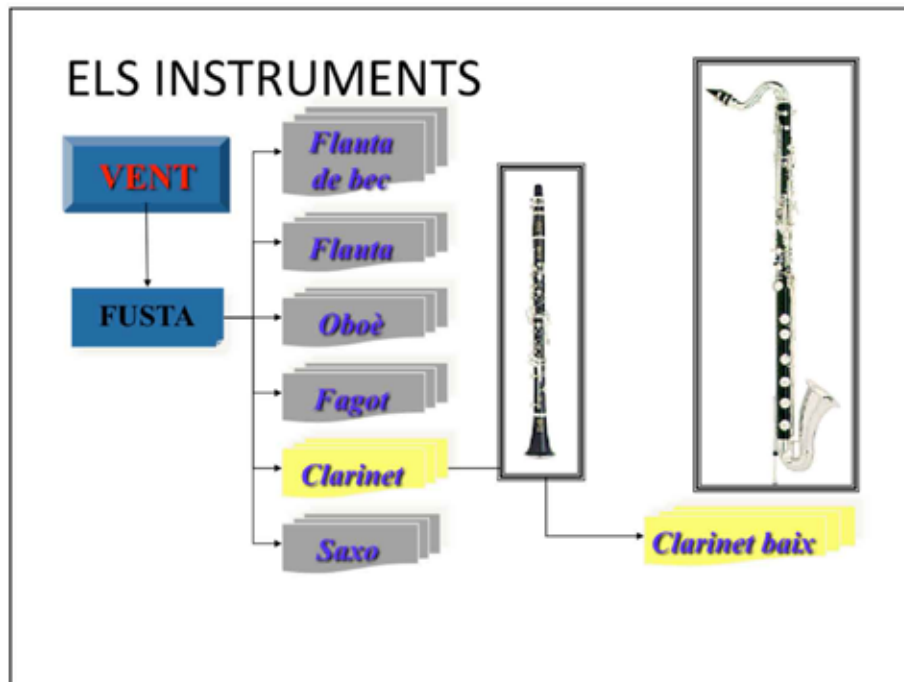 ELS INSTRUMENTS
VENT
FUSTA
Flauta
de bec
Flauta
Oboè
Fagot
Clarinet
Saxo
Clarinet baix